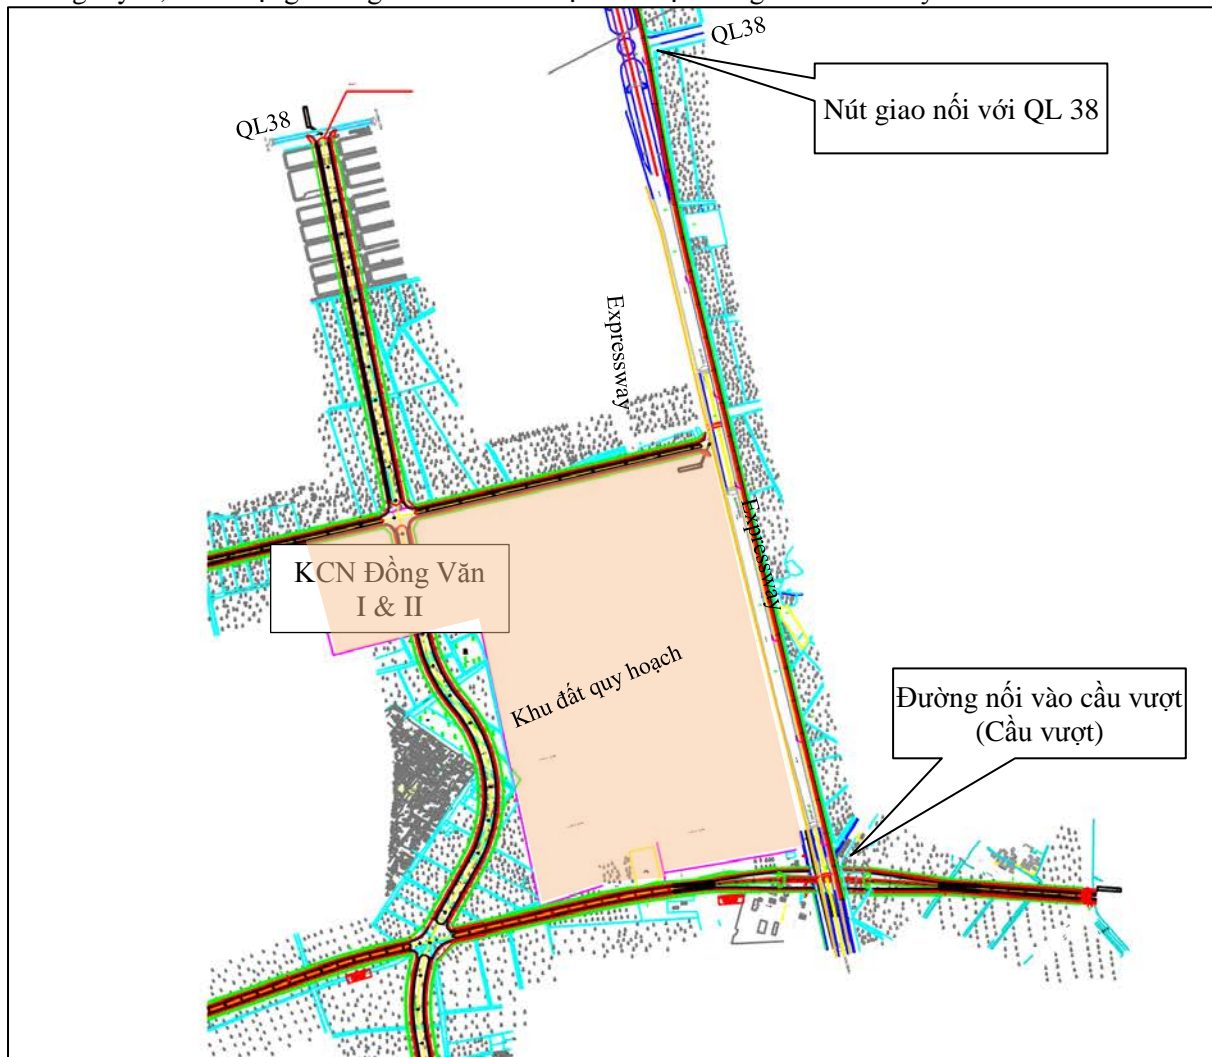 QL38
Nút giao nối với QL 38
QL38
Expressway
Expressway
KCN Đồng Văn
I & II
Khu đất quy hoạch
Đường nối vào cầu vượt
(Cầu vượt)